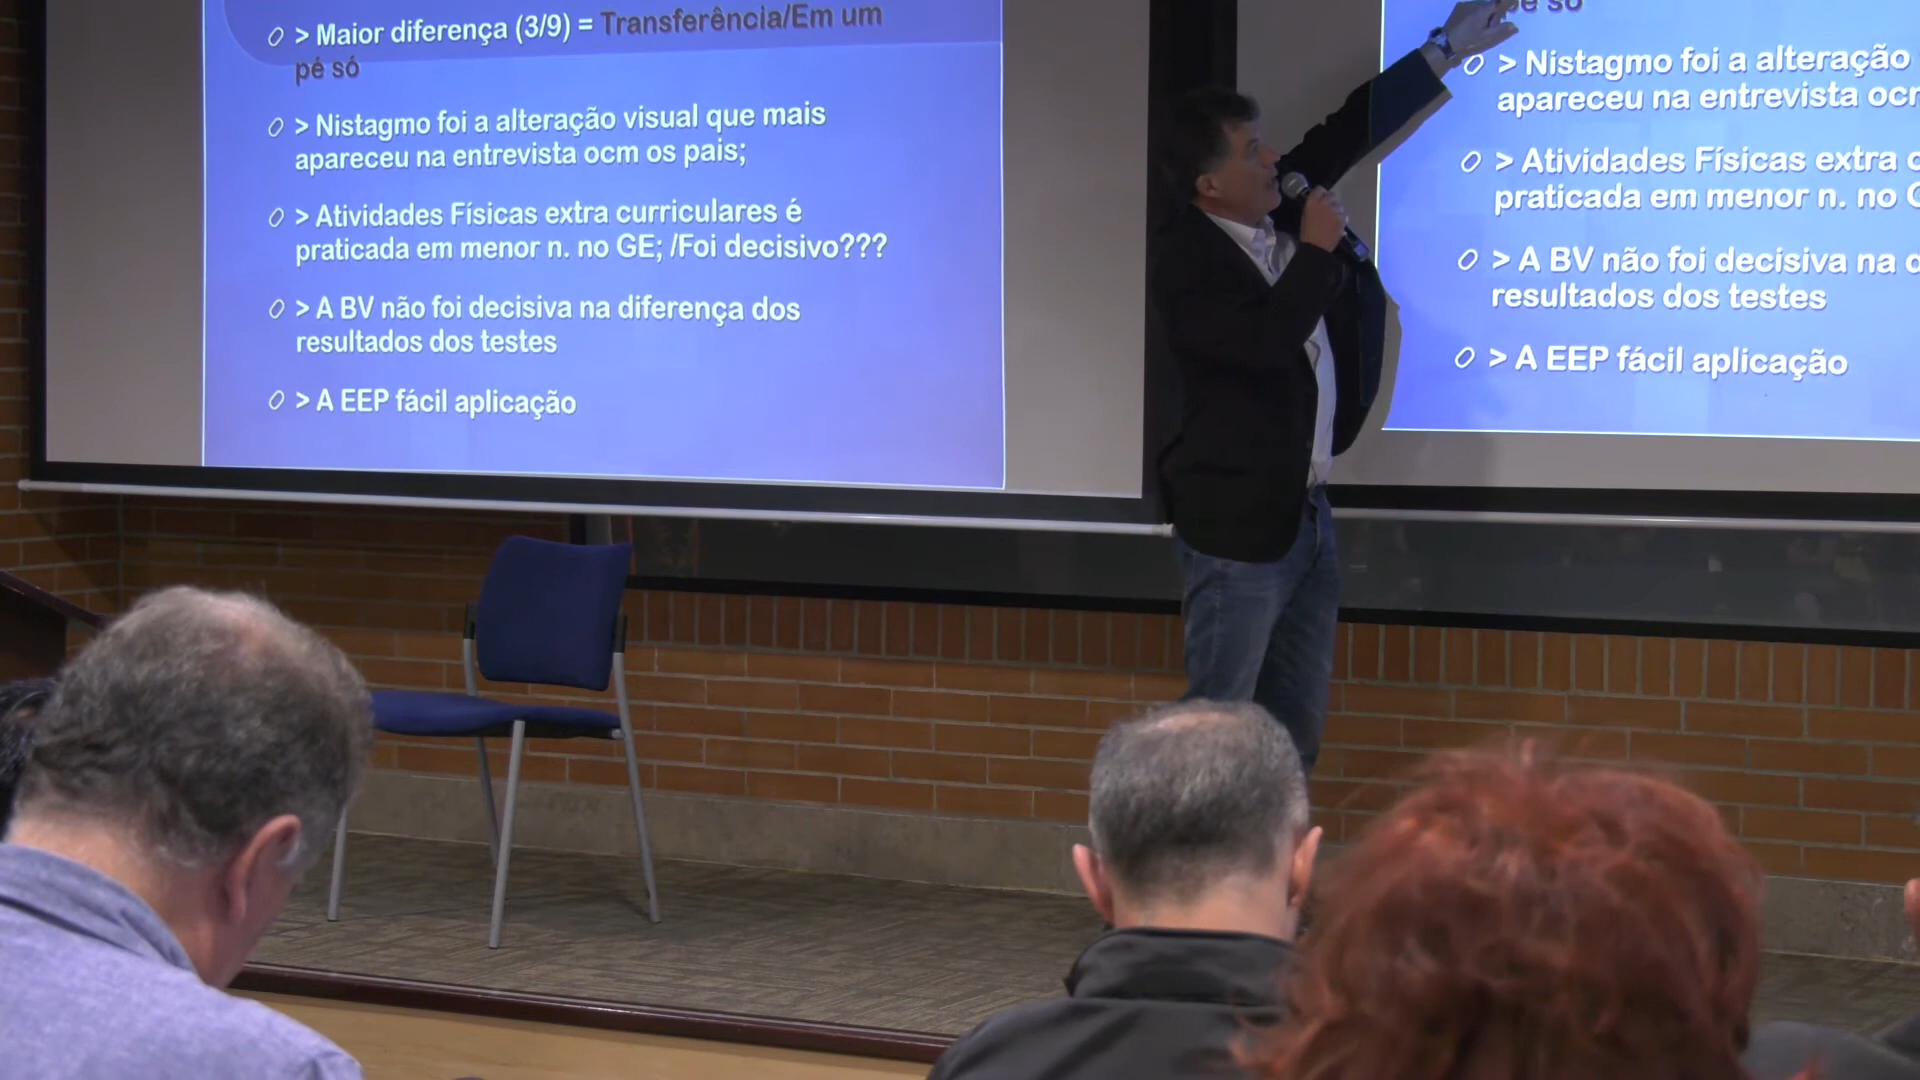 > Maior diferença (3/9) = Transferência/Em um
pé só
> Nistagmo foi a alteração visual que mais
apareceu na entrevista ocm os pais;
> Atividades Físicas extra curriculares é
praticada em menor n. no GE; /Foi decisivo???
> A BV não foi decisiva na diferença dos
resultados dos testes
> A EEP fácil aplicação
pé só
> Nistagmo foi a alteração
apareceu na entrevista ocm
> Atividades Físicas extra
praticada em menor n. no
> A BV não foi decisiva na
resultados dos testes
> A EEP fácil aplicação